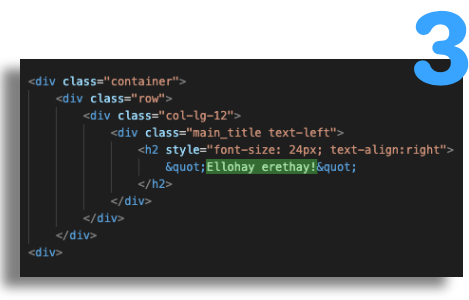 3
<div class="container">
<div class="row">
<div class="col-lg-12">
<div class="main_title text-left">
<h2 style="font-size: 24px; text-align:right">
&quot;Ellohay erethay!&quot;
</h2>
</div>
</div>
</div>
<div>